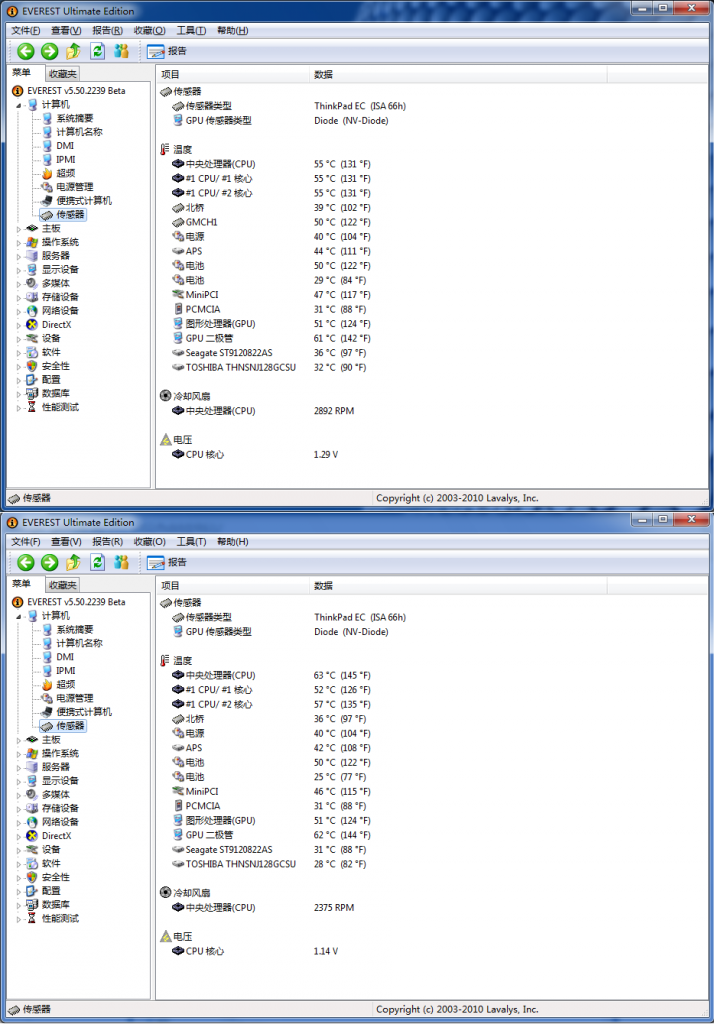 EVEREST Ultimate Edition
文件(F) 查看(V) 报告(R) 收藏(O) 工具(T) 帮助(H)
报告
菜单 收藏夹
项目 数据
EVEREST v5.50.2239 Beta
计算机
系统摘要
计算机名称
DMI
IPMI
超频
电源管理
便携式计算机
传感器
主板
操作系统
服务器
显示设备
多媒体
存储设备
网络设备
DirectX
设备
软件
安全性
配置
数据库
性能测试
传感器
传感器类型 ThinkPad EC (ISA 66h)
GPU 传感器类型 Diode (NV-Diode)
温度
中央处理器(CPU) 55 °C (131 °F)
#1 CPU/ #1 核心 55 °C (131 °F)
#1 CPU/ #2 核心 55 °C (131 °F)
北桥 39 °C (102 °F)
GMCH1 50 °C (122 °F)
电源 40 °C (104 °F)
APS 44 °C (111 °F)
电池 50 °C (122 °F)
电池 29 °C (84 °F)
MiniPCI 47 °C (117 °F)
PCMCIA 31 °C (88 °F)
图形处理器(GPU) 51 °C (124 °F)
GPU 二极管 61 °C (142 °F)
Seagate ST9120822AS 36 °C (97 °F)
TOSHIBA THNSNJ128GCSU 32 °C (90 °F)
冷却风扇
中央处理器(CPU) 2892 RPM
电压
CPU 核心 1.29 V
传感器 Copyright (c) 2003-2010 Lavalys, Inc.
EVEREST Ultimate Edition
文件(F) 查看(V) 报告(R) 收藏(O) 工具(T) 帮助(H)
报告
菜单 收藏夹
项目 数据
EVEREST v5.50.2239 Beta
计算机
系统摘要
计算机名称
DMI
IPMI
超频
电源管理
便携式计算机
传感器
主板
操作系统
服务器
显示设备
多媒体
存储设备
网络设备
DirectX
设备
软件
安全性
配置
数据库
性能测试
传感器
传感器类型 ThinkPad EC (ISA 66h)
GPU 传感器类型 Diode (NV-Diode)
温度
中央处理器(CPU) 63 °C (145 °F)
#1 CPU/ #1 核心 52 °C (126 °F)
#1 CPU/ #2 核心 57 °C (135 °F)
北桥 36 °C (97 °F)
电源 40 °C (104 °F)
APS 42 °C (108 °F)
电池 50 °C (122 °F)
电池 25 °C (77 °F)
MiniPCI 46 °C (115 °F)
PCMCIA 31 °C (88 °F)
图形处理器(GPU) 51 °C (124 °F)
GPU 二极管 62 °C (144 °F)
Seagate ST9120822AS 31 °C (88 °F)
TOSHIBA THNSNJ128GCSU 28 °C (82 °F)
冷却风扇
中央处理器(CPU) 2375 RPM
电压
CPU 核心 1.14 V
传感器 Copyright (c) 2003-2010 Lavalys, Inc.